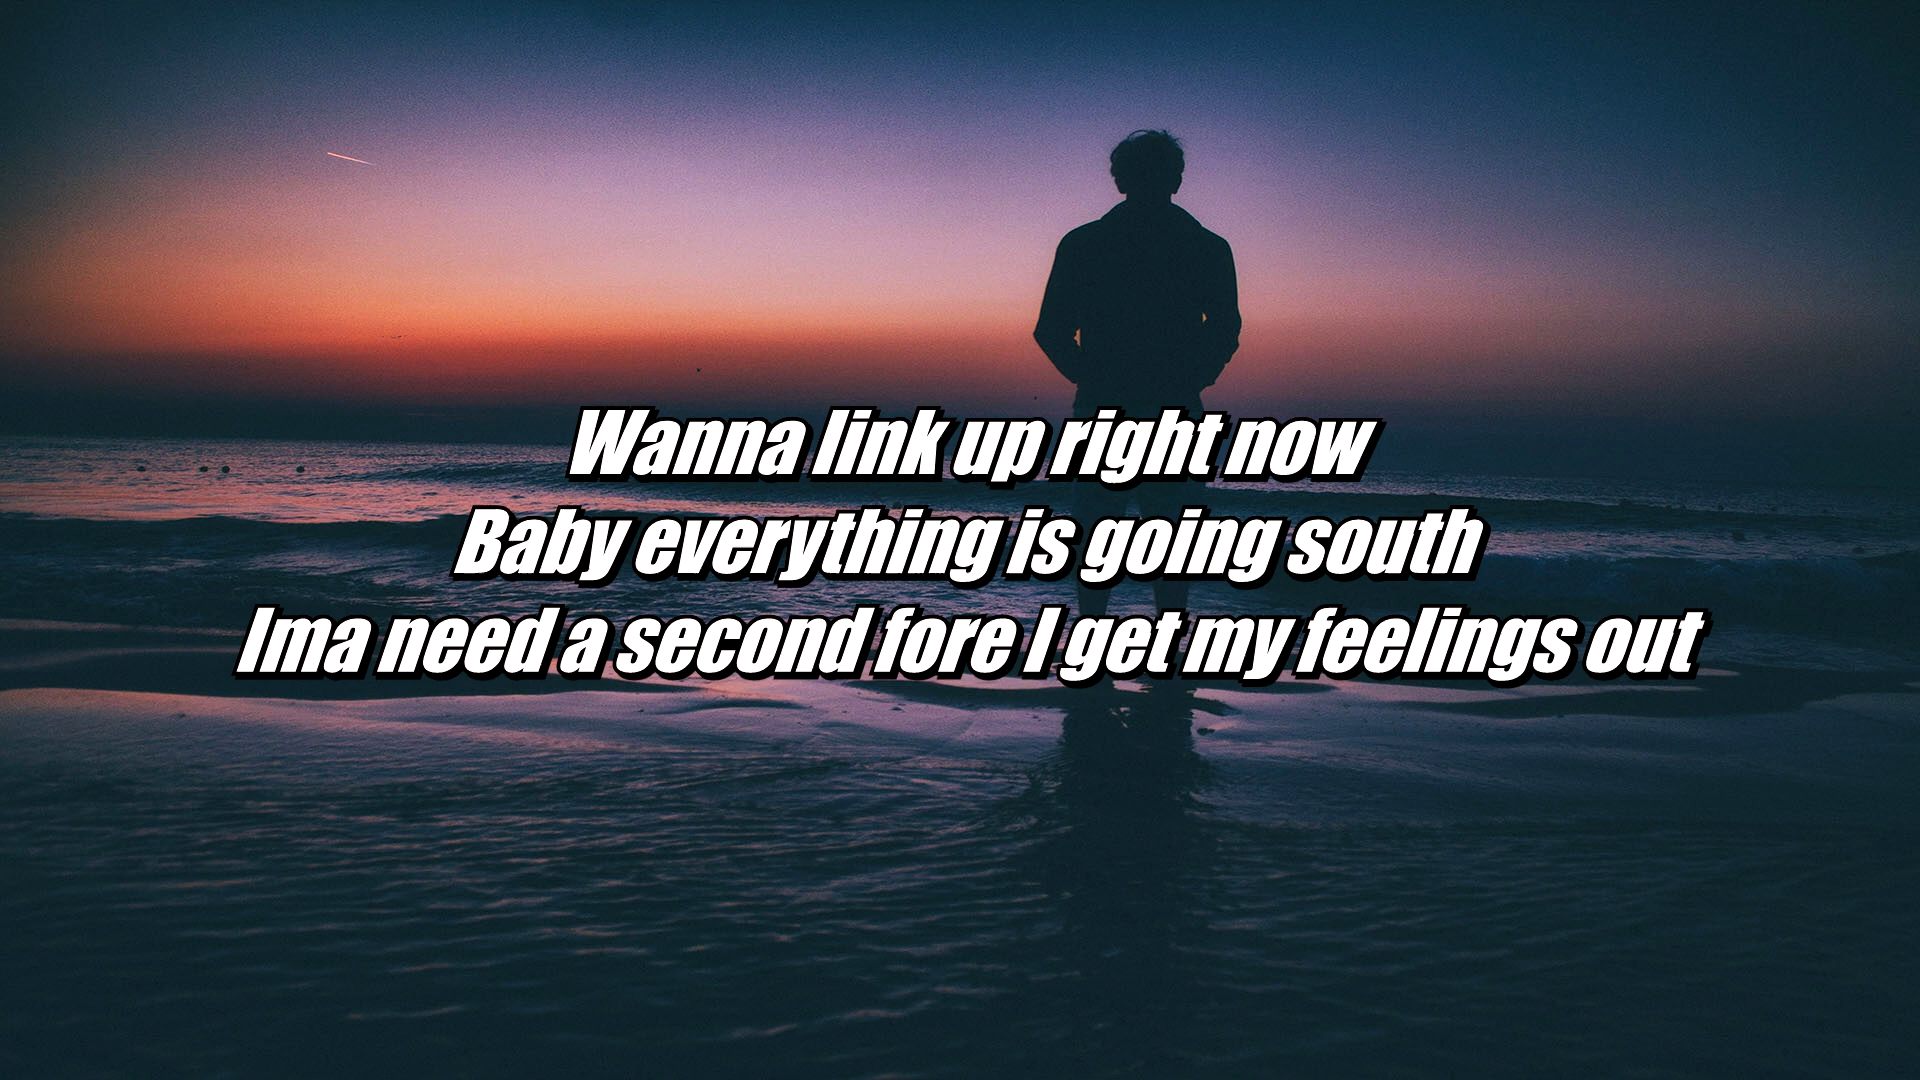 Wanna link up right now
Baby everything is going south
Ima need a second fore I get my feelings out